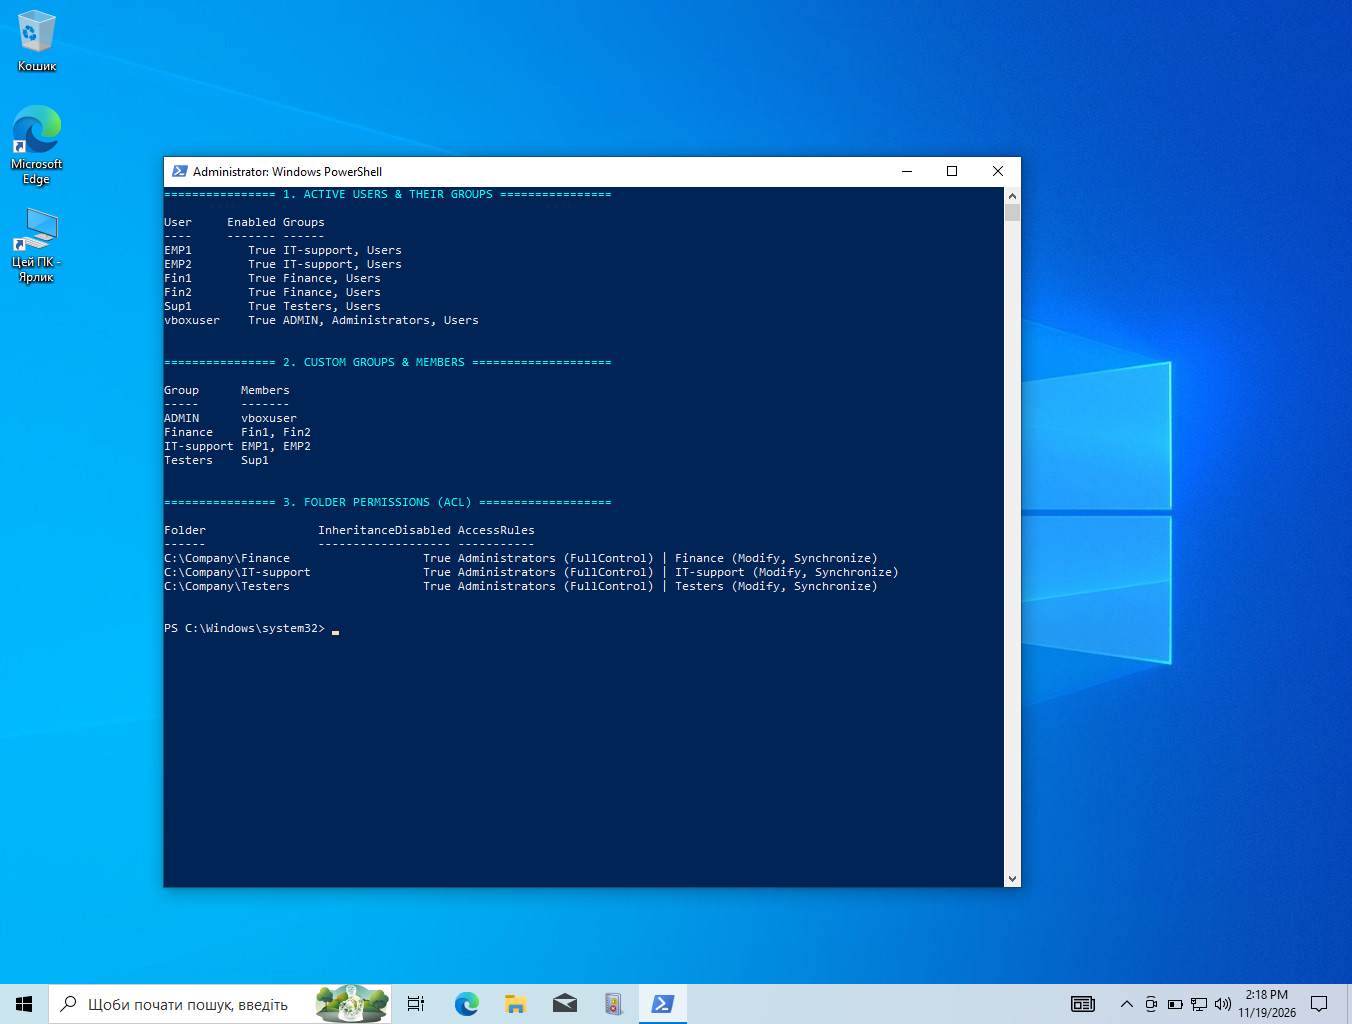 Кошик
Microsoft
Edge
Цей ПК -
Ярлик
Administrator: Windows PowerShell
================ 1. ACTIVE USERS & THEIR GROUPS ================
User     Enabled Groups
----     ------- ------
EMP1        True IT-support, Users
EMP2        True IT-support, Users
Fin1        True Finance, Users
Fin2        True Finance, Users
Sup1        True Testers, Users
vboxuser    True ADMIN, Administrators, Users
================ 2. CUSTOM GROUPS & MEMBERS ====================
Group      Members
-----      -------
ADMIN      vboxuser
Finance    Fin1, Fin2
IT-support EMP1, EMP2
Testers    Sup1
================ 3. FOLDER PERMISSIONS (ACL) ===================
Folder                InheritanceDisabled AccessRules
------                ------------------- -----------
C:\Company\Finance                   True Administrators (FullControl) | Finance (Modify, Synchronize)
C:\Company\IT-support                True Administrators (FullControl) | IT-support (Modify, Synchronize)
C:\Company\Testers                   True Administrators (FullControl) | Testers (Modify, Synchronize)
PS C:\Windows\system32>
Щоби почати пошук, введіть
2:18 PM
11/19/2026